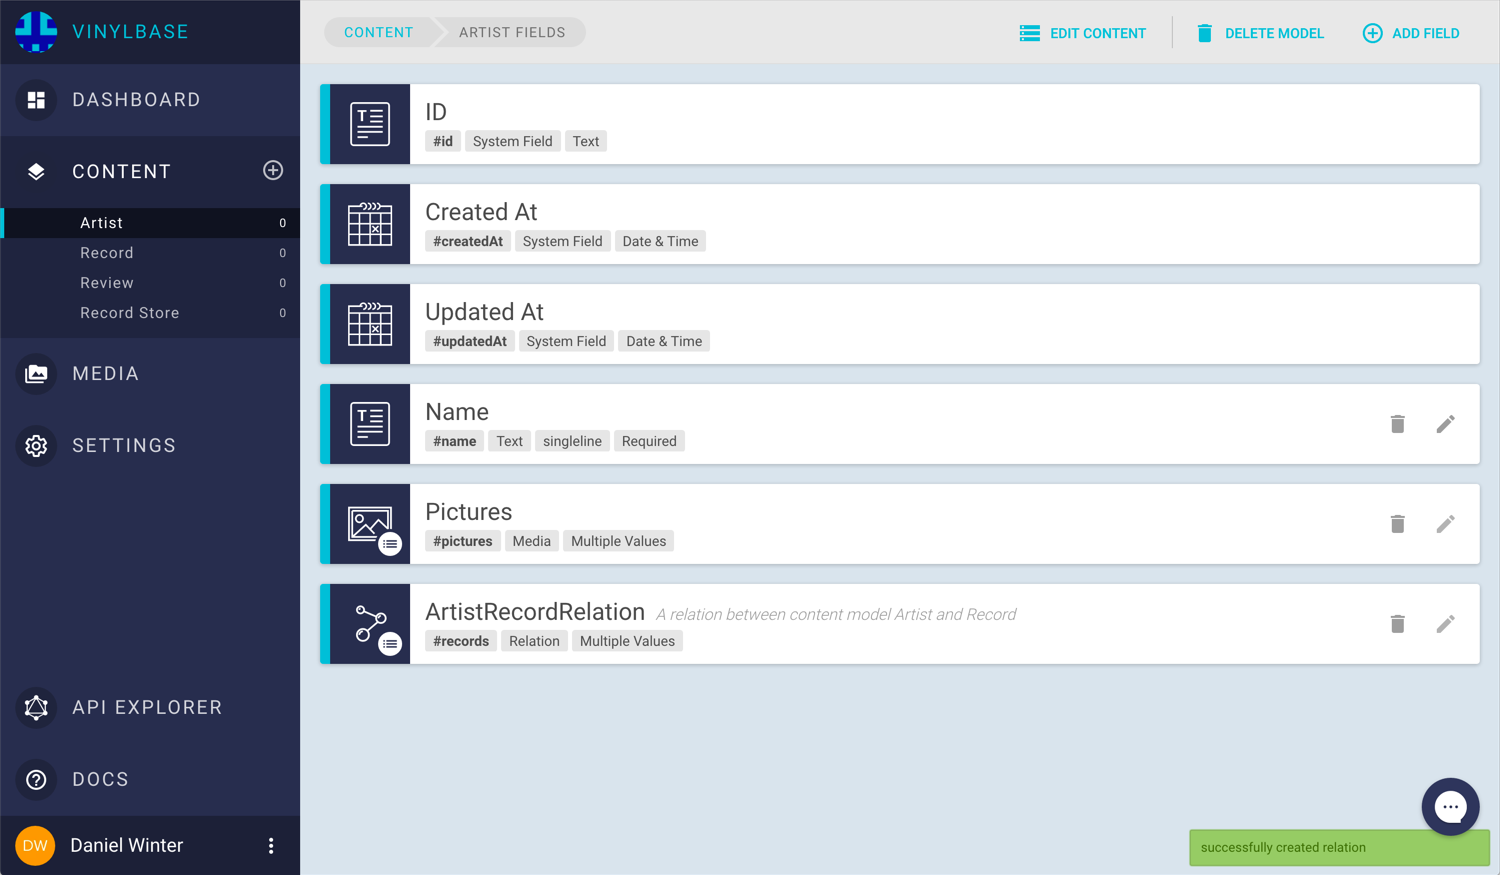 VINYLBASE
DASHBOARD
CONTENT
Artist 0
Record 0
Review 0
Record Store 0
MEDIA
SETTINGS
API EXPLORER
DOCS
DW Daniel Winter
CONTENT ARTIST FIELDS EDIT CONTENT DELETE MODEL ADD FIELD
T ID
#id System Field Text
Created At
#createdAt System Field Date & Time
Updated At
#updatedAt System Field Date & Time
T Name
#name Text singleline Required
Pictures
#pictures Media Multiple Values
ArtistRecordRelation A relation between content model Artist and Record
#records Relation Multiple Values
successfully created relation